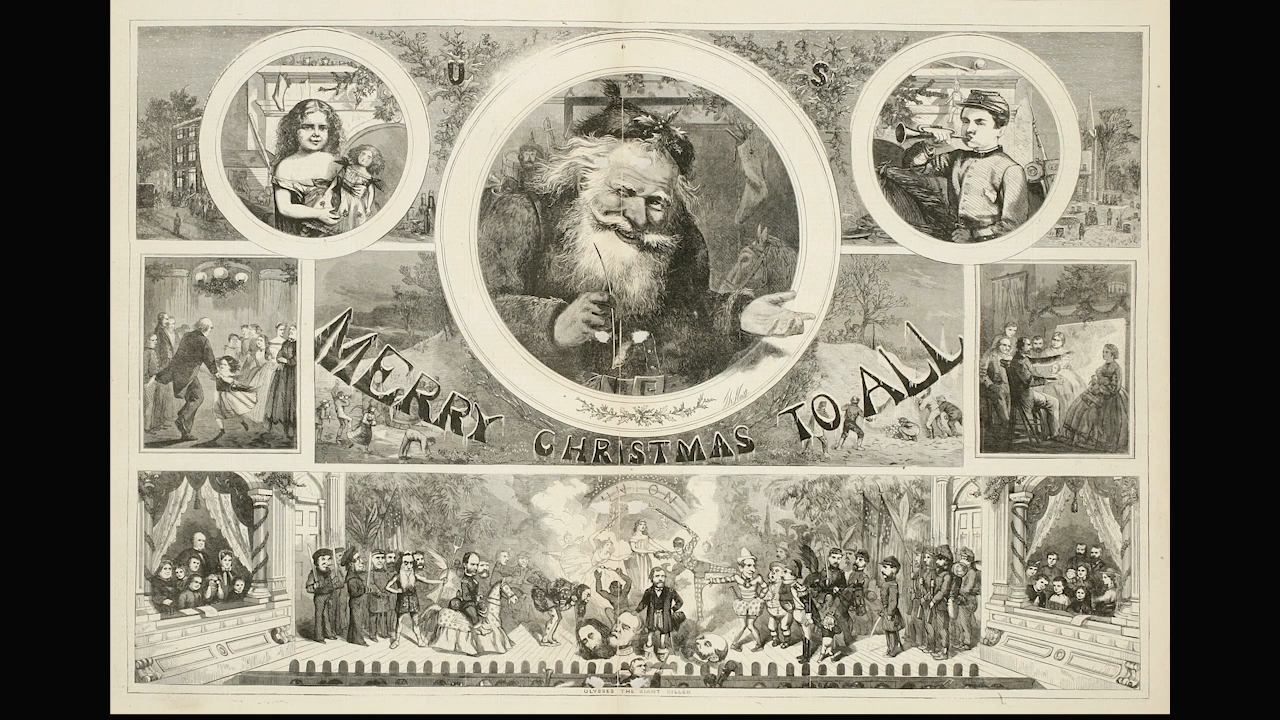 U S
MERRY CHRISTMAS TO ALL
UNION
ULYSSES THE GIANT KILLER